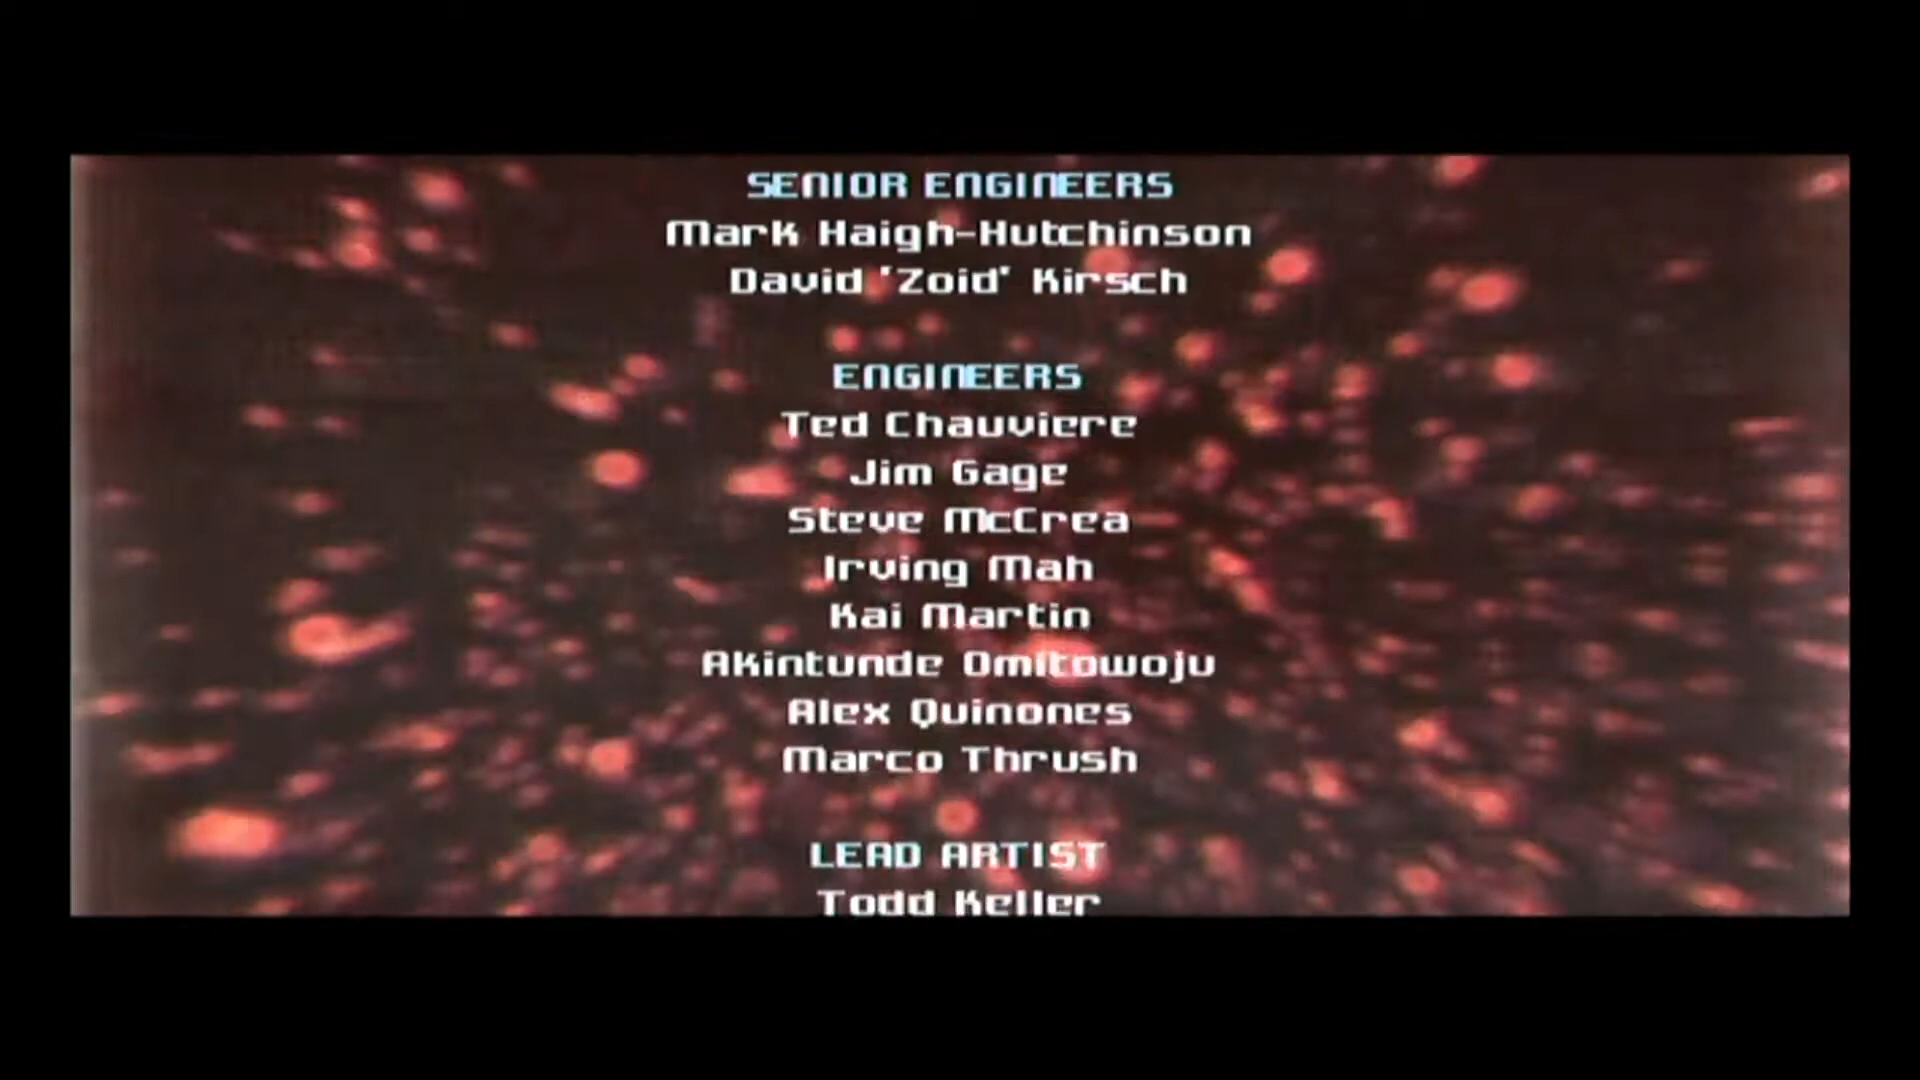 SENIOR ENGINEERS
Mark Haigh-Hutchinson
David 'Zoid' Kirsch
ENGINEERS
Ted Chauviere
Jim Gage
Steve McCrea
Irving Mah
Kai Martin
Akintunde Omitowoju
Alex Quinones
Marco Thrush
LEAD ARTIST
Todd Keller